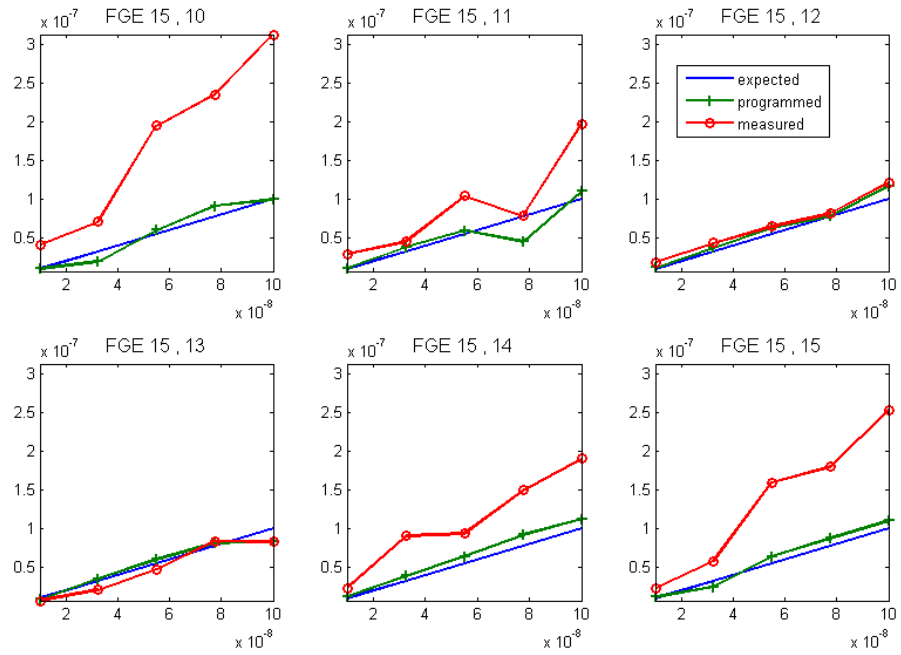 x 10^-7 FGE 15 , 10
3
2.5
2
1.5
1
0.5
2 4 6 8 10
x 10^-8
x 10^-7 FGE 15 , 11
3
2.5
2
1.5
1
0.5
2 4 6 8 10
x 10^-8
x 10^-7 FGE 15 , 12
3
2.5
2
1.5
1
0.5
expected
programmed
measured
2 4 6 8 10
x 10^-8
x 10^-7 FGE 15 , 13
3
2.5
2
1.5
1
0.5
2 4 6 8 10
x 10^-8
x 10^-7 FGE 15 , 14
3
2.5
2
1.5
1
0.5
2 4 6 8 10
x 10^-8
x 10^-7 FGE 15 , 15
3
2.5
2
1.5
1
0.5
2 4 6 8 10
x 10^-8